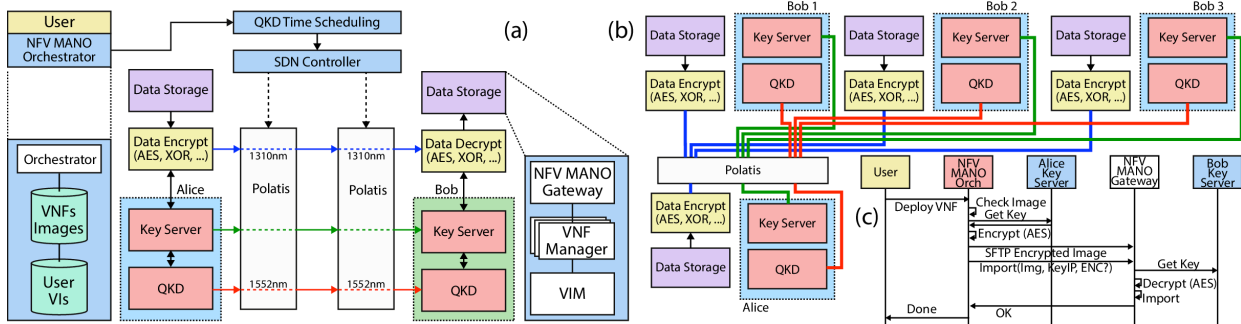 User
NFV MANO
Orchestrator
QKD Time Scheduling
SDN Controller
(a)
Data Storage
Data Encrypt
(AES, XOR, ...)
1310nm
Polatis
1552nm
1310nm
Polatis
1552nm
Data Storage
Data Decrypt
(AES, XOR, ...)
Orchestrator
VNFs
Images
User
VIs
Alice
Key Server
QKD
Bob
Key Server
QKD
NFV MANO
Gateway
VNF
Manager
VIM
(b)
Bob 1
Data Storage
Data Encrypt
(AES, XOR, ...)
Key Server
QKD
Bob 2
Data Storage
Data Encrypt
(AES, XOR, ...)
Key Server
QKD
Bob 3
Data Storage
Data Encrypt
(AES, XOR, ...)
Key Server
QKD
Polatis
Data Encrypt
(AES, XOR, ...)
Data Storage
Key Server
QKD
Alice
(c)
User
NFV
MANO
Orch
Alice
Key
Server
NFV
MANO
Gateway
Bob
Key
Server
Deploy VNF
Check Image
Get Key
Encrypt (AES)
SFTP Encrypted Image
Import(Img, KeyIP, ENC?)
Get Key
Decrypt (AES)
Import
OK
Done